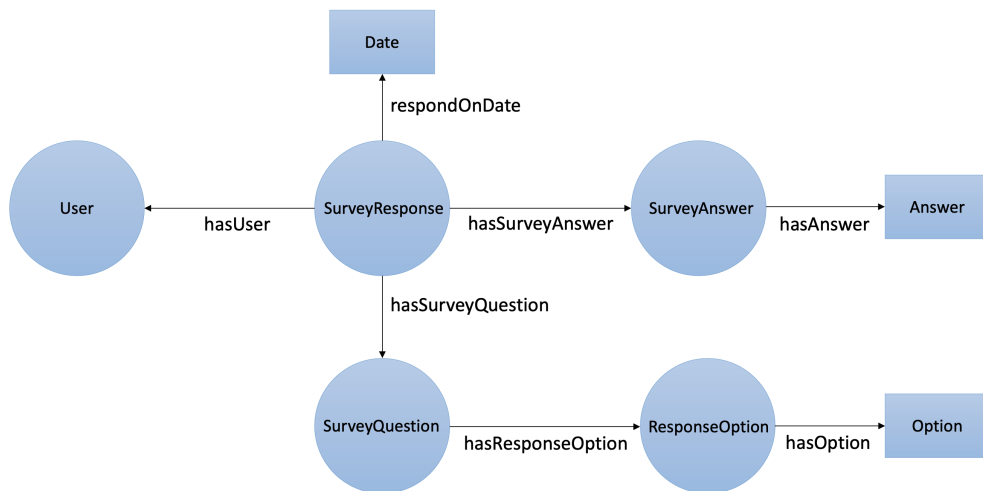 Date
respondOnDate
User
hasUser
SurveyResponse
hasSurveyAnswer
SurveyAnswer
hasAnswer
Answer
hasSurveyQuestion
SurveyQuestion
hasResponseOption
ResponseOption
hasOption
Option